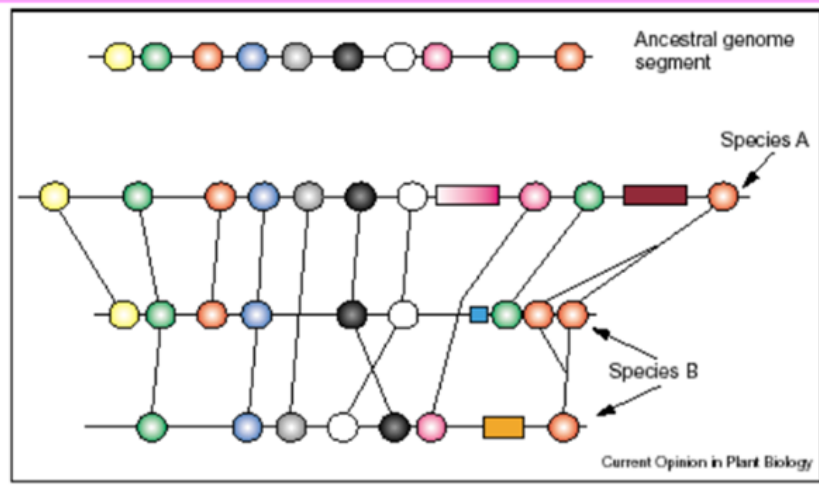 Ancestral genome
segment
Species A
Species B
Current Opinion in Plant Biology